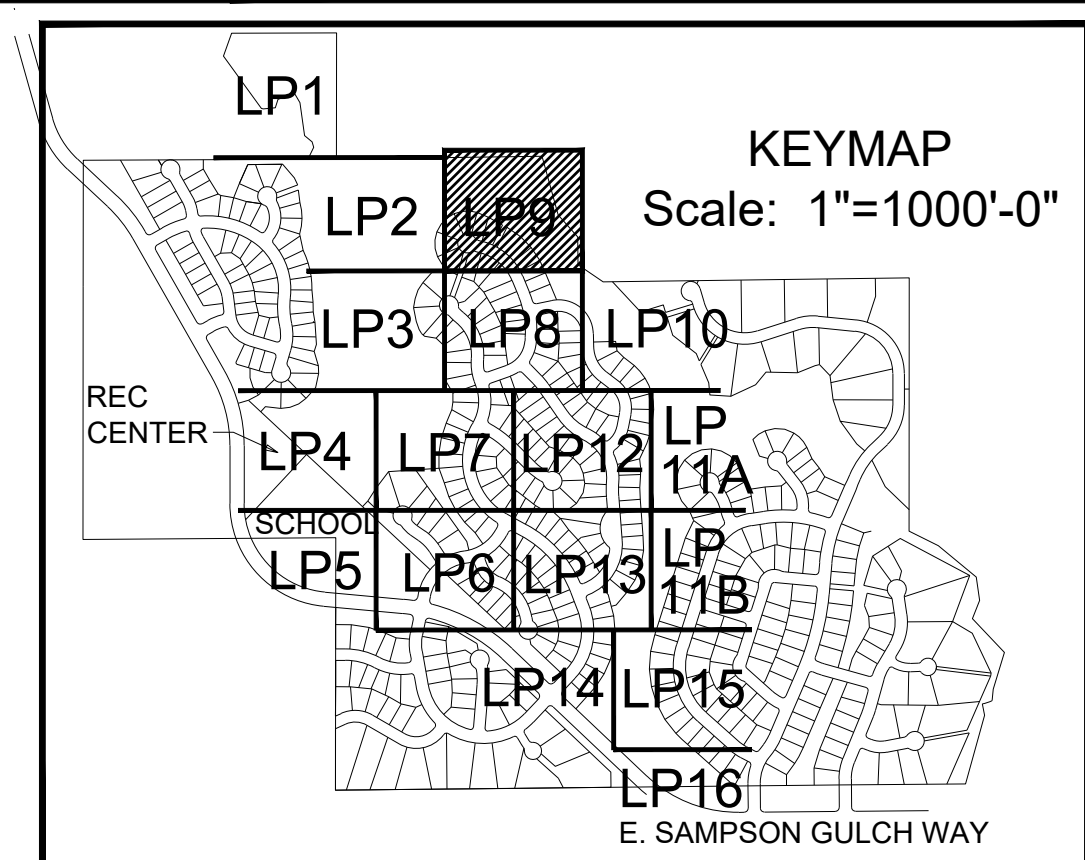 LP1
KEYMAP
Scale: 1"=1000'-0"
LP2
LP9
LP3
LP8
LP10
REC
CENTER
LP4
LP7
LP12
LP
11A
SCHOOL
LP5
LP6
LP13
LP
11B
LP14
LP15
LP16
E. SAMPSON GULCH WAY